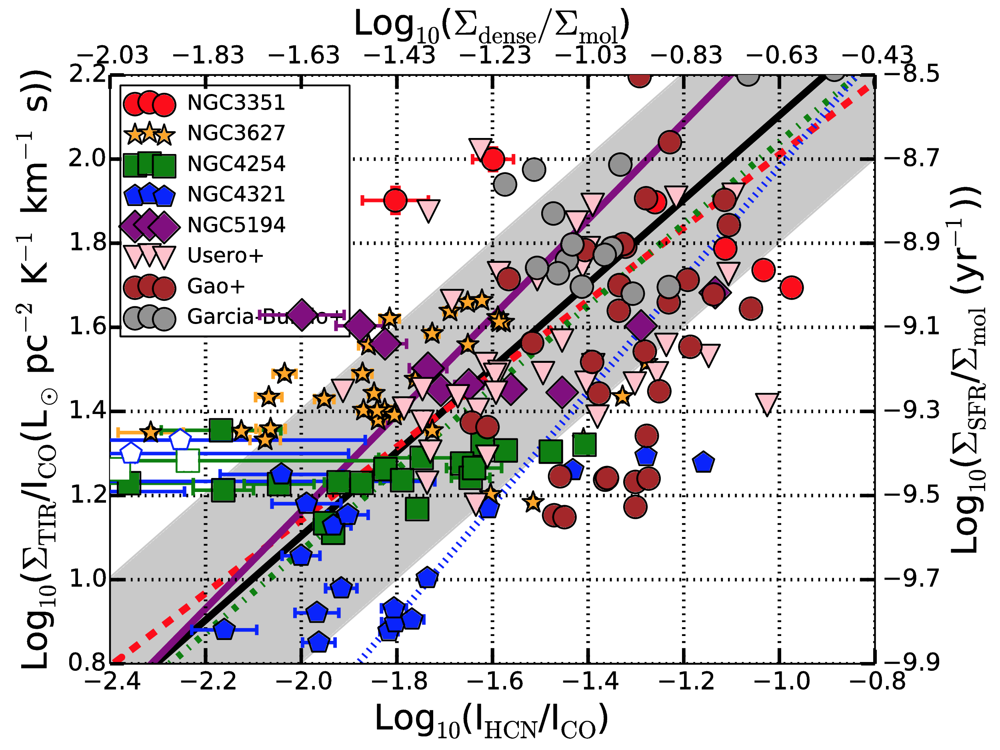 Log₁₀(Σdense/Σmol)
−2.03 −1.83 −1.63 −1.43 −1.23 −1.03 −0.83 −0.63 −0.43
Log₁₀(ΣTIR/ICO(L⊙ pc⁻² K⁻¹ km⁻¹ s))
2.2
2.0
1.8
1.6
1.4
1.2
1.0
0.8
NGC3351
NGC3627
NGC4254
NGC4321
NGC5194
Usero+
Gao+
−8.5
−8.7
−8.9
−9.1
−9.3
−9.5
−9.7
−9.9
Log₁₀(ΣSFR/Σmol (yr⁻¹))
−2.4 −2.2 −2.0 −1.8 −1.6 −1.4 −1.2 −1.0 −0.8
Log₁₀(IHCN/ICO)